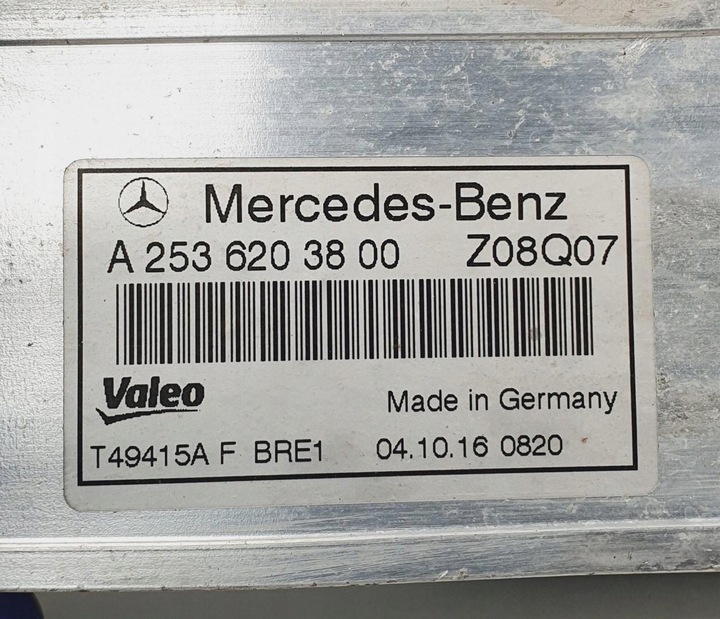 Mercedes-Benz
A 253 620 38 00 Z08Q07
Valeo
Made in Germany
T49415A F BRE1 04.10.16 0820